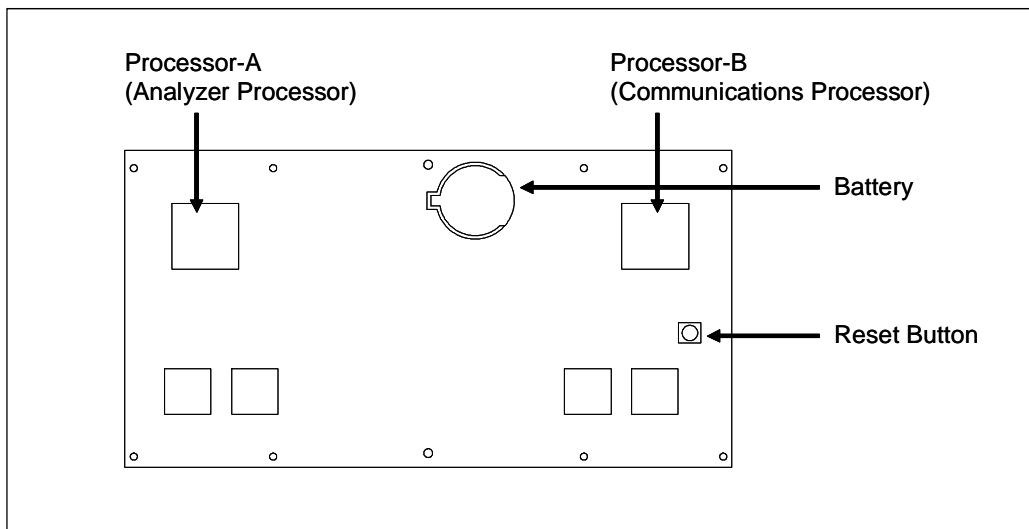 Processor-A
(Analyzer Processor)
Processor-B
(Communications Processor)
Battery
Reset Button